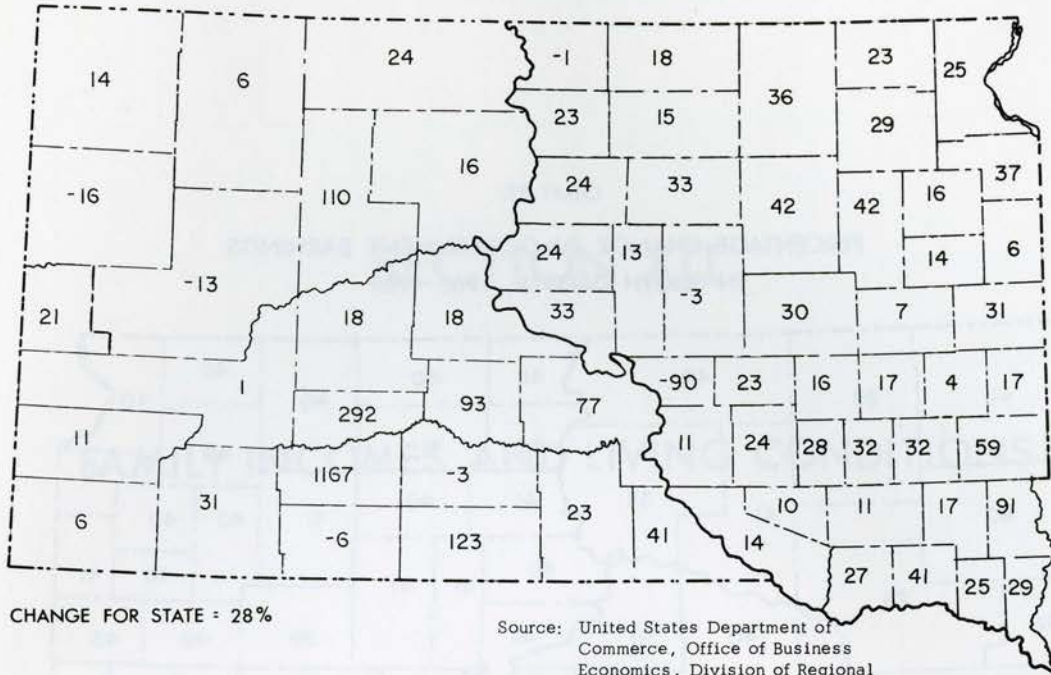 24 -1 18 23 25
14 6 36
23 15 29
16 24 33 16 37
-16 110 42 42
24 13 14 6
-13 18 18 33 -3 30 7 31
21
1 93 77 -90 23 16 17 4 17
292
11 11 24 28 32 32 59
-1167 -3
6 31 23 10 11 17 91
-6 123 41 14
27 41 25 29
CHANGE FOR STATE = 28%
Source: United States Department of
Commerce, Office of Business
Economics, Division of Regional